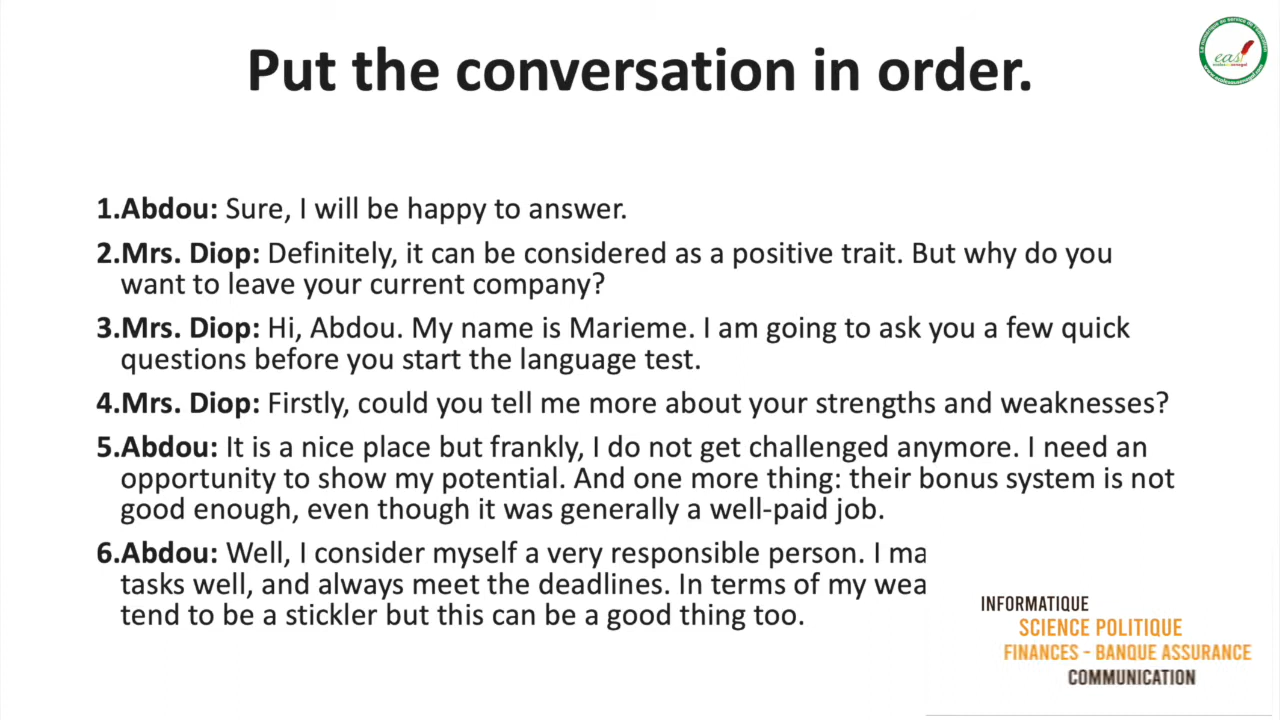 Put the conversation in order.
eas
1.Abdou: Sure, I will be happy to answer.
2.Mrs. Diop: Definitely, it can be considered as a positive trait. But why do you
want to leave your current company?
3.Mrs. Diop: Hi, Abdou. My name is Marieme. I am going to ask you a few quick
questions before you start the language test.
4.Mrs. Diop: Firstly, could you tell me more about your strengths and weaknesses?
5.Abdou: It is a nice place but frankly, I do not get challenged anymore. I need an
opportunity to show my potential. And one more thing: their bonus system is not
good enough, even though it was generally a well-paid job.
6.Abdou: Well, I consider myself a very responsible person. I ma
tasks well, and always meet the deadlines. In terms of my wea
tend to be a stickler but this can be a good thing too.
INFORMATIQUE
SCIENCE POLITIQUE
FINANCES - BANQUE ASSURANCE
COMMUNICATION